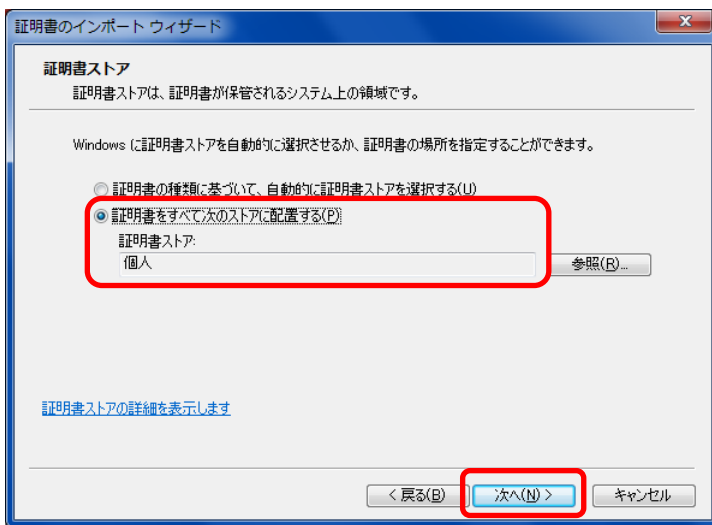 証明書のインポート ウィザード
証明書ストア
証明書ストアは、証明書が保管されるシステム上の領域です。
Windows に証明書ストアを自動的に選択させるか、証明書の場所を指定することができます。
証明書の種類に基づいて、自動的に証明書ストアを選択する(U)
証明書をすべて次のストアに配置する(P)
証明書ストア:
個人
参照(R)...
証明書ストアの詳細を表示します
< 戻る(B)
次へ(N) >
キャンセル